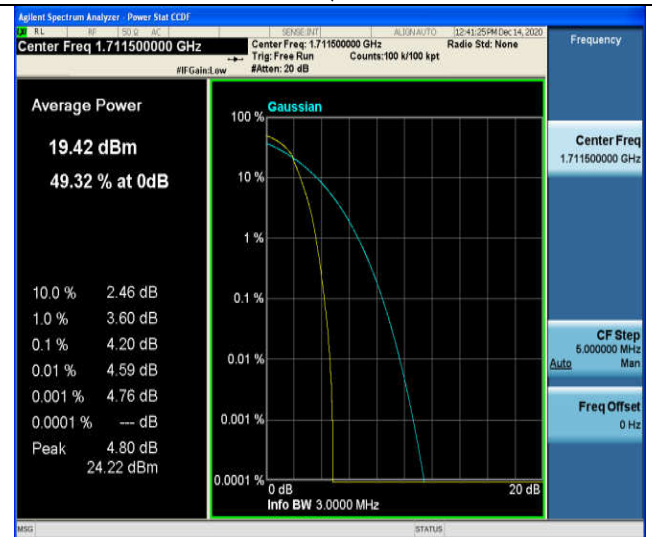 Agilent Spectrum Analyzer - Power Stat CCDF
RL RF 50 Ω AC SENSE:INT ALIGN AUTO 12:41:25 PM Dec 14, 2020
Center Freq 1.711500000 GHz
Center Freq: 1.711500000 GHz Radio Std: None
Trig: Free Run Counts:100 k/100 kpt
#IFGain:Low #Atten: 20 dB
Frequency
Center Freq
1.711500000 GHz
CF Step
5.000000 MHz
Auto Man
Freq Offset
0 Hz
Average Power
19.42 dBm
49.32 % at 0dB
10.0 % 2.46 dB
1.0 % 3.60 dB
0.1 % 4.20 dB
0.01 % 4.59 dB
0.001 % 4.76 dB
0.0001 % --- dB
Peak 4.80 dB
24.22 dBm
Gaussian
100 %
10 %
1 %
0.1 %
0.01 %
0.001 %
0.0001 %
0 dB 20 dB
Info BW 3.0000 MHz
MSG STATUS